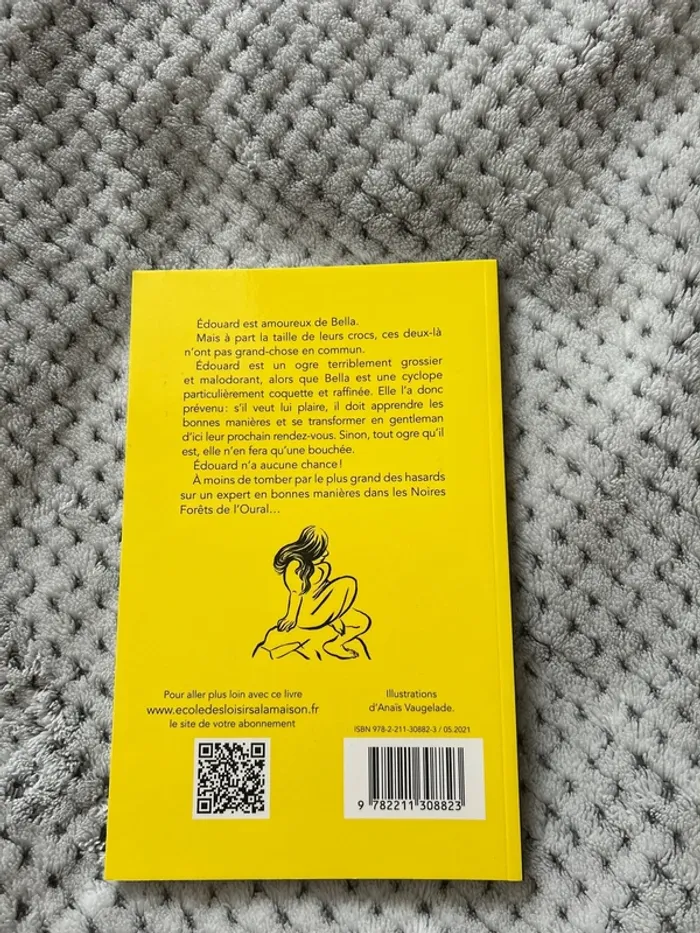 Édouard est amoureux de Bella.
Mais à part la taille de leurs crocs, ces deux-là
n'ont pas grand-chose en commun.
Édouard est un ogre terriblement grossier
et malodorant, alors que Bella est une cyclope
particulièrement coquette et raffinée. Elle l'a donc
prévenu : s'il veut lui plaire, il doit apprendre les
bonnes manières et se transformer en gentleman
d'ici leur prochain rendez-vous. Sinon, tout ogre qu'il
est, elle n'en fera qu'une bouchée.
Édouard n'a aucune chance !
À moins de tomber par le plus grand des hasards
sur un expert en bonnes manières dans les Noires
Forêts de l'Oural...
Pour aller plus loin avec ce livre
www.ecoledesloisirsalamaison.fr
le site de votre abonnement
Illustrations
d'Anaïs Vaugelade.
ISBN 978-2-211-30882-3 / 05.2021
9 782211 308823